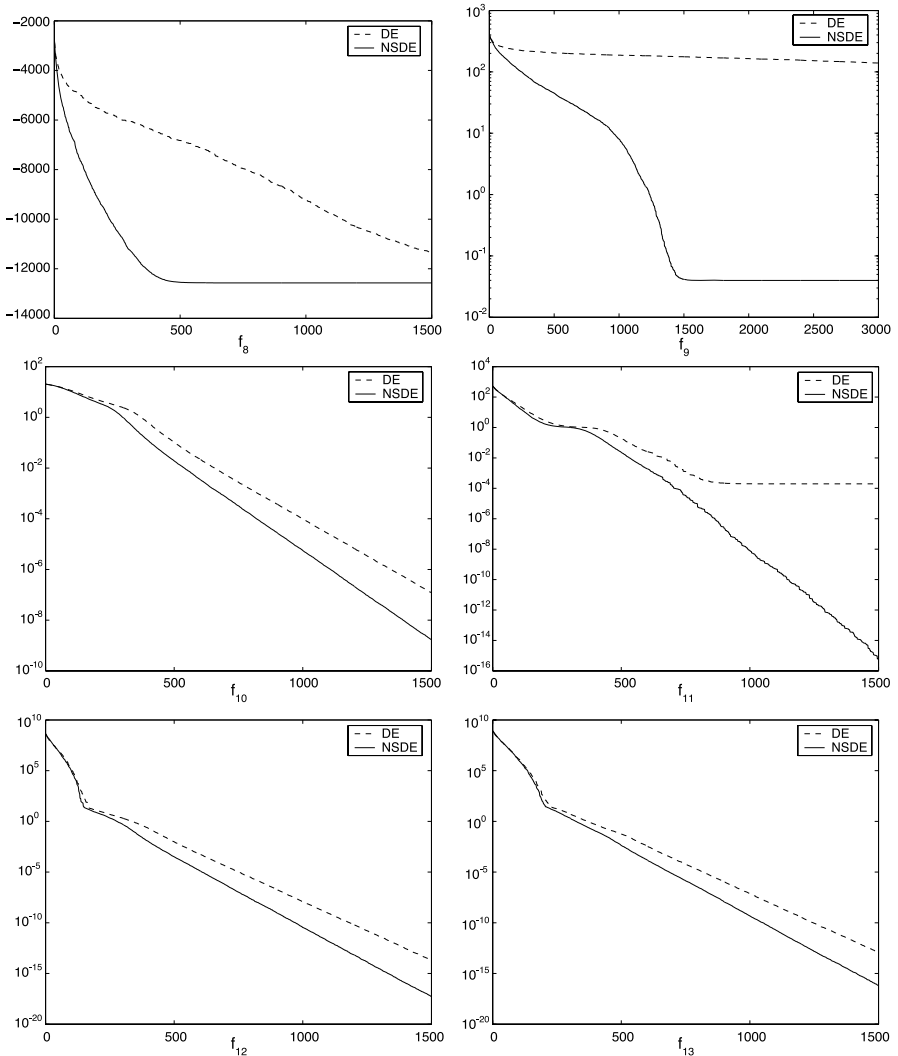 −2000
−4000
−6000
−8000
−10000
−12000
−14000
0 500 1000 1500
f8
DE
NSDE
10^3
10^2
10^1
10^0
10^-1
10^-2
0 500 1000 1500 2000 2500 3000
f9
DE
NSDE
10^2
10^0
10^-2
10^-4
10^-6
10^-8
10^-10
0 500 1000 1500
f10
DE
NSDE
10^4
10^2
10^0
10^-2
10^-4
10^-6
10^-8
10^-10
10^-12
10^-14
10^-16
0 500 1000 1500
f11
DE
NSDE
10^10
10^5
10^0
10^-5
10^-10
10^-15
10^-20
0 500 1000 1500
f12
DE
NSDE
10^10
10^5
10^0
10^-5
10^-10
10^-15
10^-20
0 500 1000 1500
f13
DE
NSDE